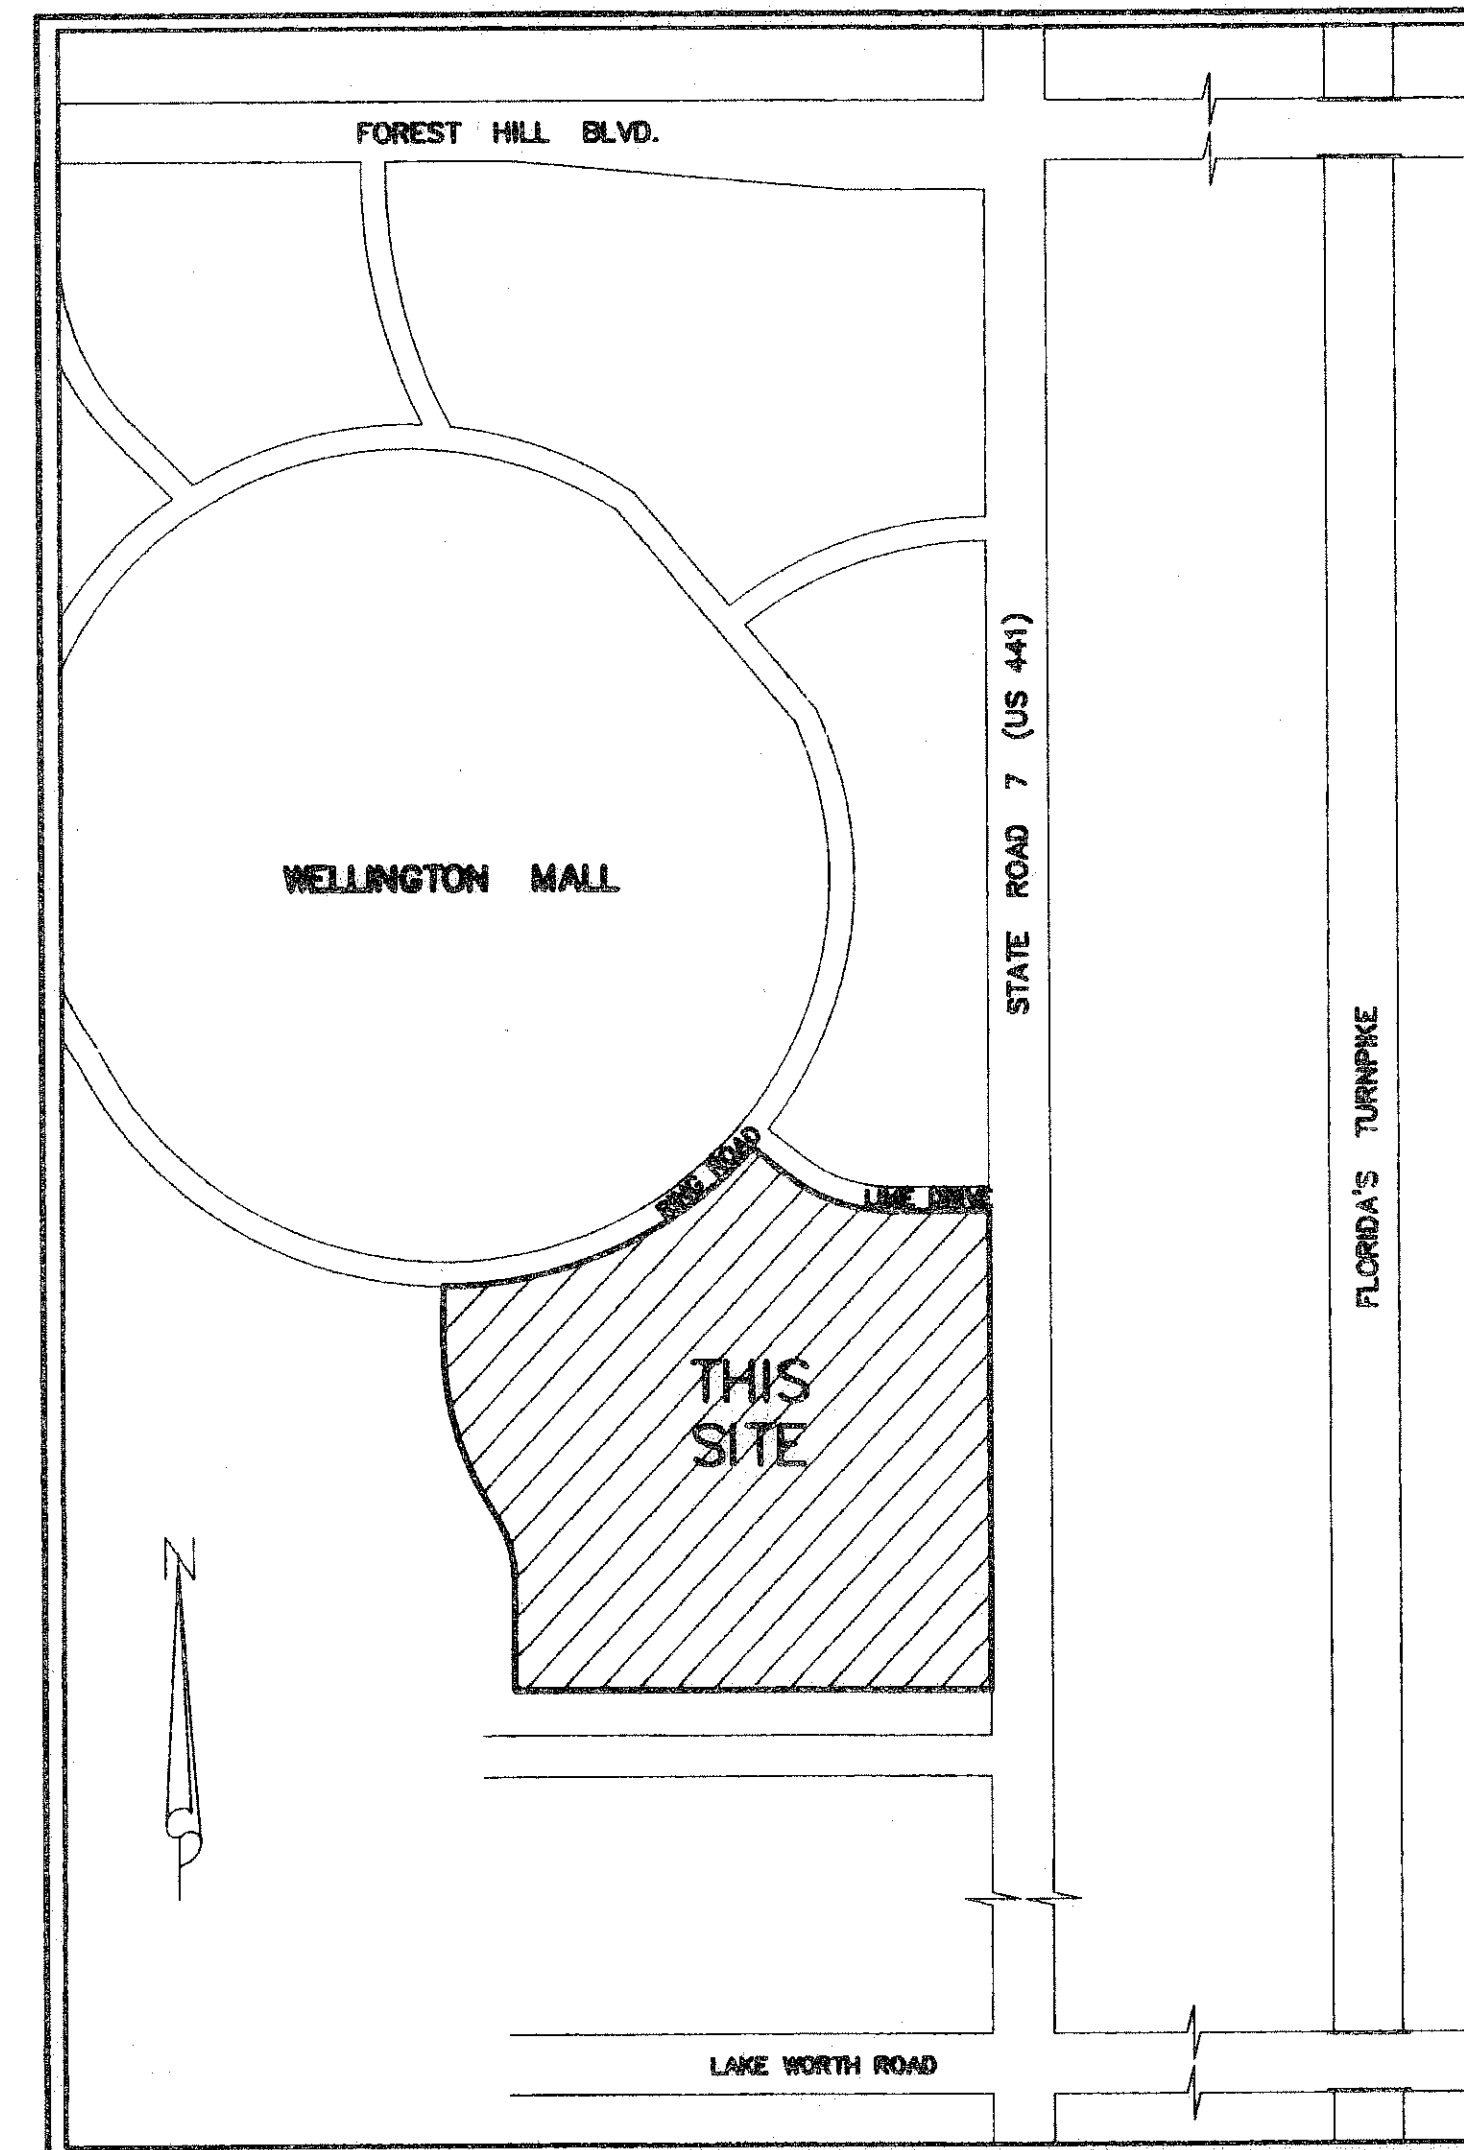 FOREST HILL BLVD.
STATE ROAD 7 (US 441)
WELLINGTON MALL
FLORIDA'S TURNPIKE
RING ROAD
LIME DRIVE
THIS
SITE
N
LAKE WORTH ROAD